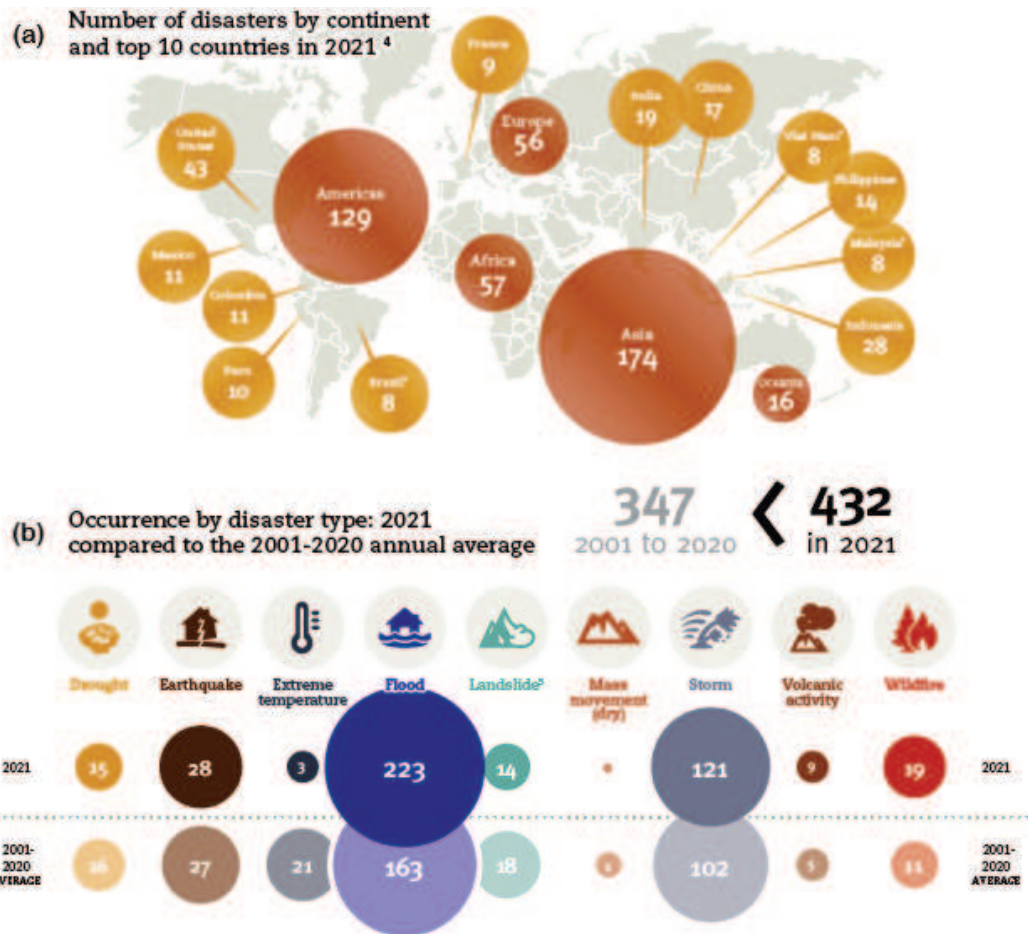 (a)
Number of disasters by continent
and top 10 countries in 2021 ⁴
France
9
Europe
56
India
19
China
17
Viet Nam
8
Philippines
14
Malaysia
8
Indonesia
28
United
States
43
Americas
129
Mexico
11
Colombia
11
Peru
10
Brazil
8
Africa
57
Asia
174
Oceania
16
(b)
Occurrence by disaster type: 2021
compared to the 2001-2020 annual average
347
2001 to 2020
<
432
in 2021
Drought
Earthquake
Extreme
temperature
Flood
Landslide⁵
Mass
movement
(dry)
Storm
Volcanic
activity
Wildfire
2021
15
28
3
223
14
121
9
19
2021
2001-
2020
VERAGE
27
21
163
18
1
102
5
11
2001-
2020
AVERAGE